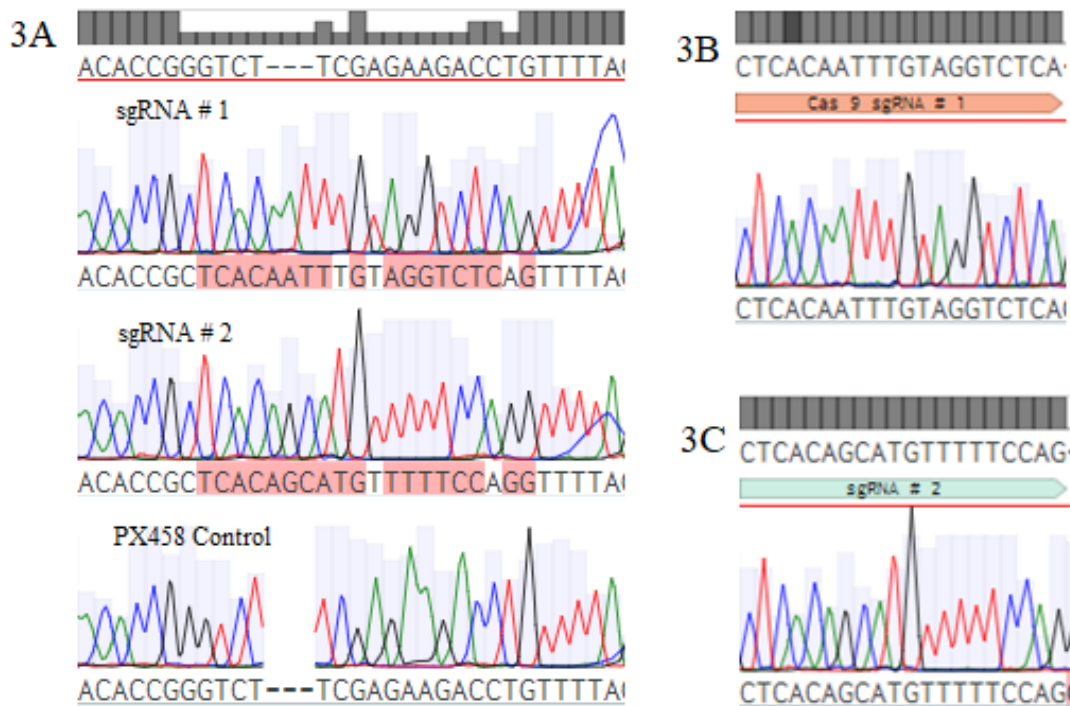 3A
ACACCGGGTCT---TCGAGAAGACCTGTTTTA
sgRNA # 1
ACACCGCTCACAATTTGTAGGTCTCAGTTTTA
sgRNA # 2
ACACCGCTCACAGCATGTTTTTCCAGGTTTTA
PX458 Control
ACACCGGGTCT---TCGAGAAGACCTGTTTTA
3B
CTCACAATTTGTAGGTCTCA
Cas 9 sgRNA # 1
CTCACAATTTGTAGGTCTCA
3C
CTCACAGCATGTTTTTCCAG
sgRNA # 2
CTCACAGCATGTTTTTCCAG